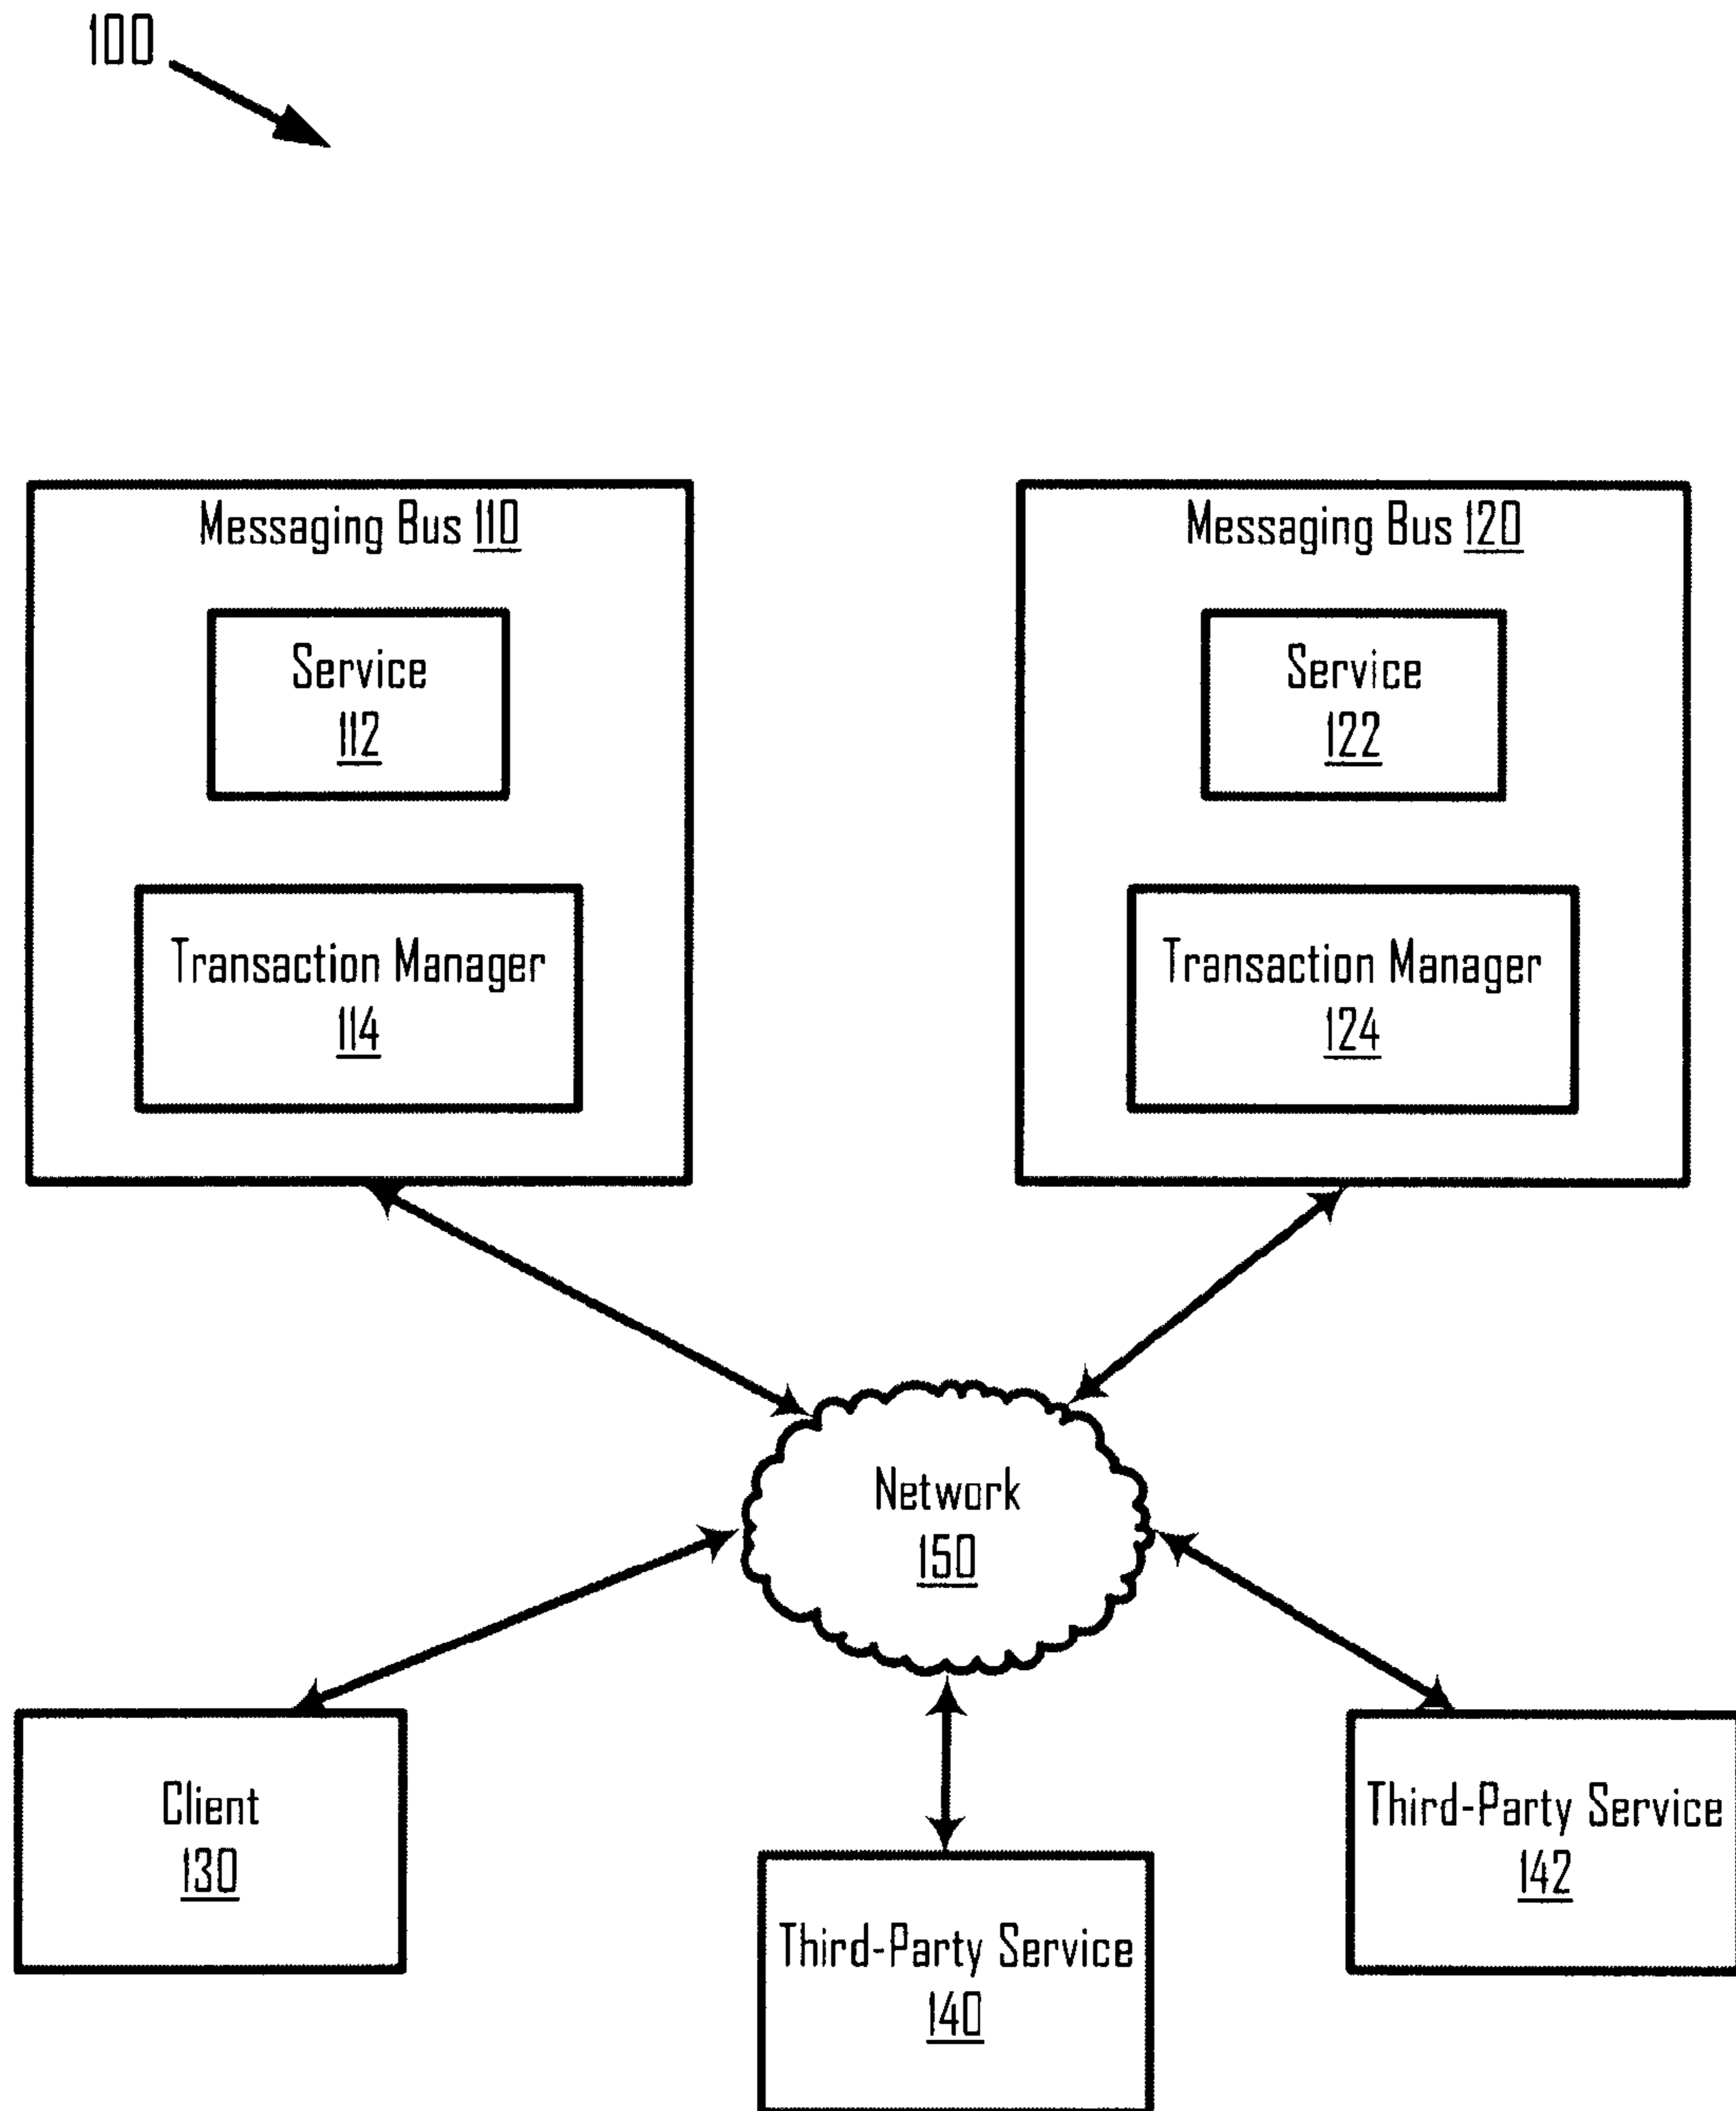 100
Messaging Bus 110
Service
112
Transaction Manager
114
Messaging Bus 120
Service
122
Transaction Manager
124
Network
150
Client
130
Third-Party Service
140
Third-Party Service
142